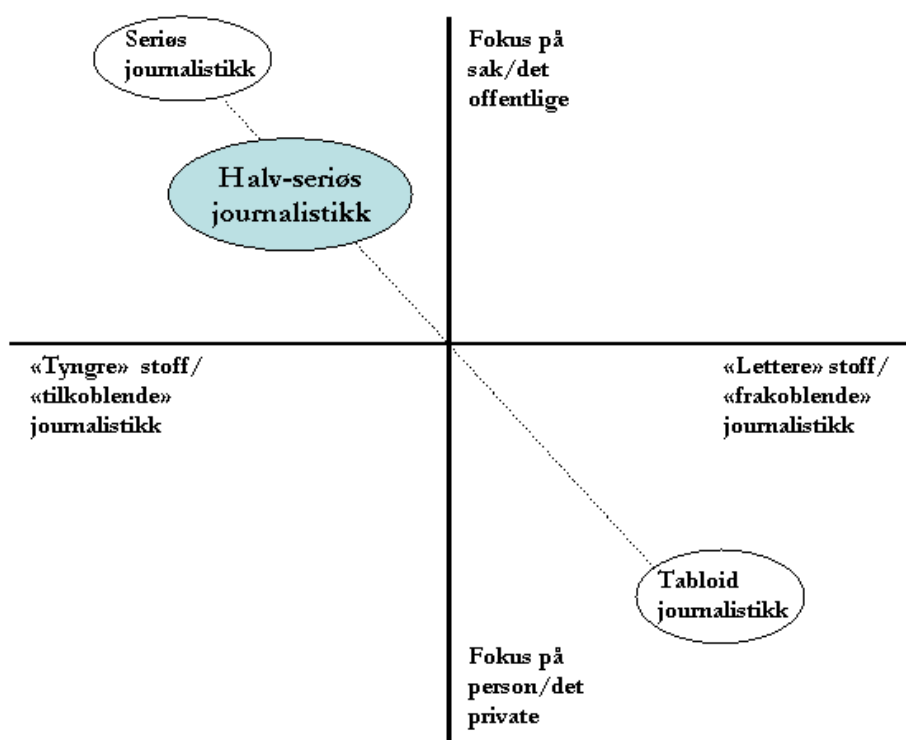 Seriøs
journalistikk
Fokus på
sak/det
offentlige
Halv-seriøs
journalistikk
«Tyngre» stoff/
«tilkoblende»
journalistikk
«Lettere» stoff/
«frakoblende»
journalistikk
Tabloid
journalistikk
Fokus på
person/det
private